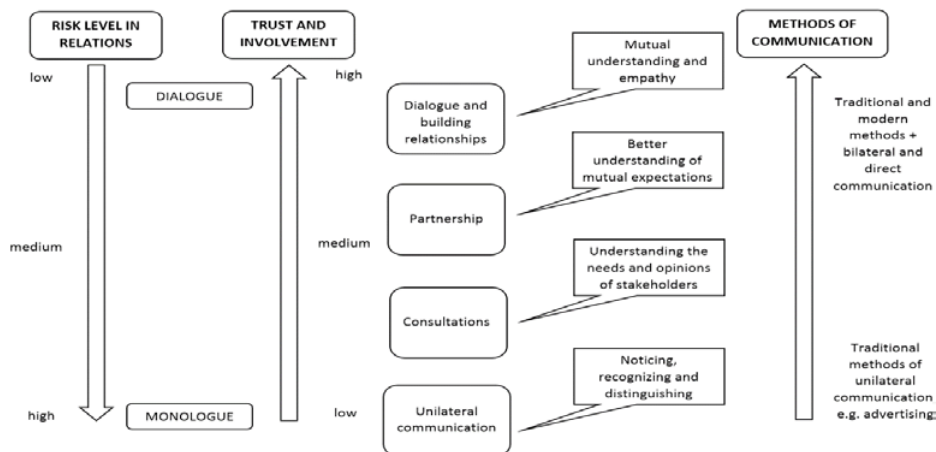 RISK LEVEL IN
RELATIONS
TRUST AND
INVOLVEMENT
METHODS OF
COMMUNICATION
low
high
DIALOGUE
Mutual
understanding and
empathy
Dialogue and
building
relationships
Traditional and
modern
methods +
bilateral and
direct
communication
Better
understanding of
mutual expectations
Partnership
medium
medium
Understanding the
needs and opinions
of stakeholders
Consultations
Noticing,
recognizing and
distinguishing
Traditional
methods of
unilateral
communication
e.g. advertising;
high
MONOLOGUE
low
Unilateral
communication